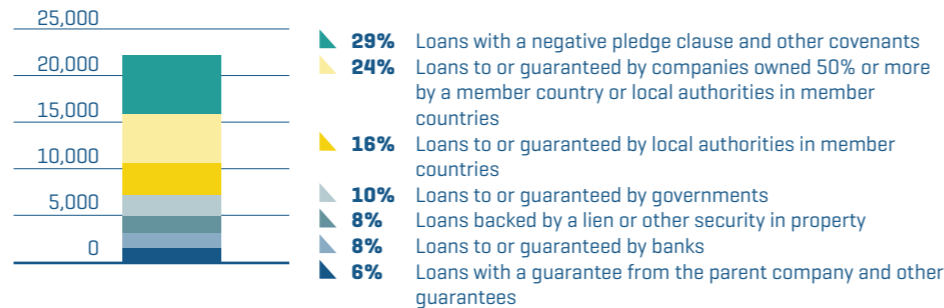 25,000
20,000
15,000
10,000
5,000
0
29% Loans with a negative pledge clause and other covenants
24% Loans to or guaranteed by companies owned 50% or more
by a member country or local authorities in member
countries
16% Loans to or guaranteed by local authorities in member
countries
10% Loans to or guaranteed by governments
8% Loans backed by a lien or other security in property
8% Loans to or guaranteed by banks
6% Loans with a guarantee from the parent company and other
guarantees